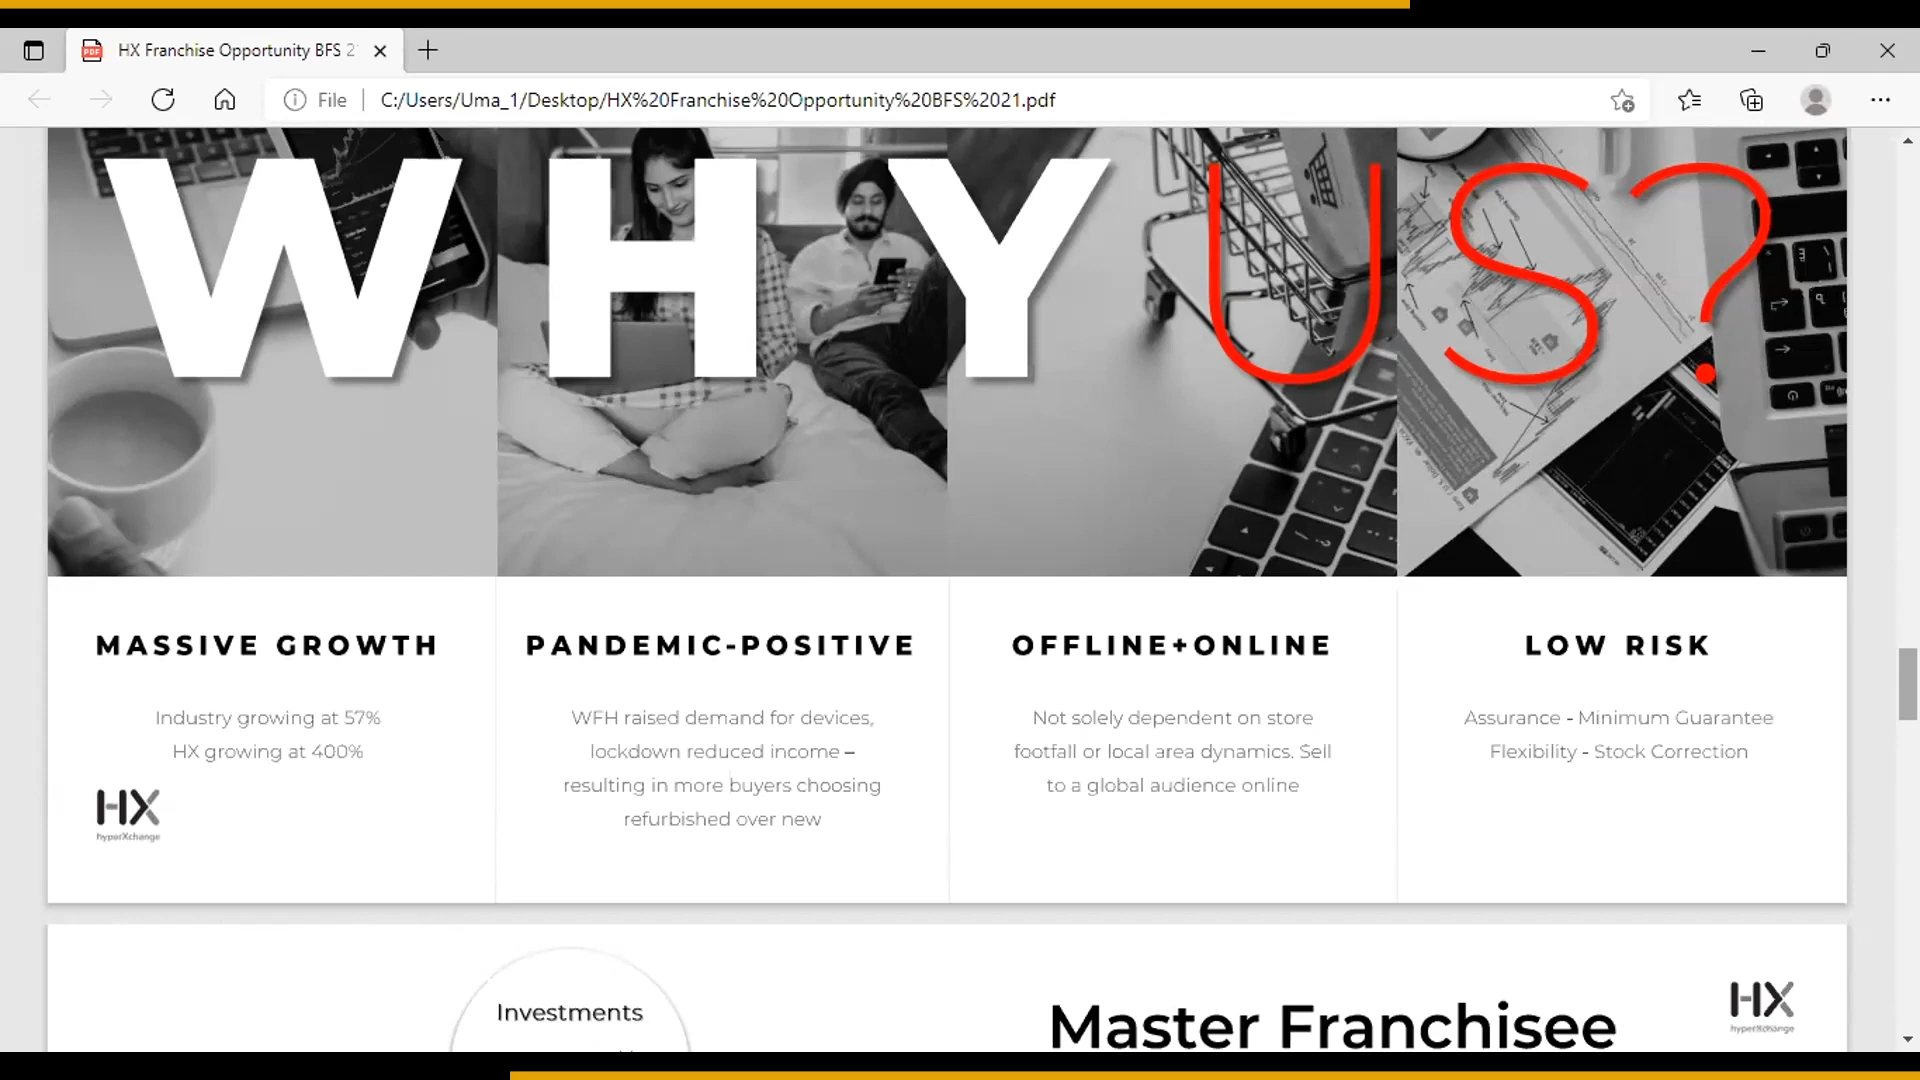 HX Franchise Opportunity BFS 2
File
C:/Users/Uma_1/Desktop/HX%20Franchise%20Opportunity%20BFS%2021.pdf
WHY US?
MASSIVE GROWTH
Industry growing at 57%
HX growing at 400%
HX
hyperXchange
PANDEMIC-POSITIVE
WFH raised demand for devices,
lockdown reduced income –
resulting in more buyers choosing
refurbished over new
OFFLINE+ONLINE
Not solely dependent on store
footfall or local area dynamics. Sell
to a global audience online
LOW RISK
Assurance - Minimum Guarantee
Flexibility - Stock Correction
Investments
Master Franchisee
HX
hyperXchange